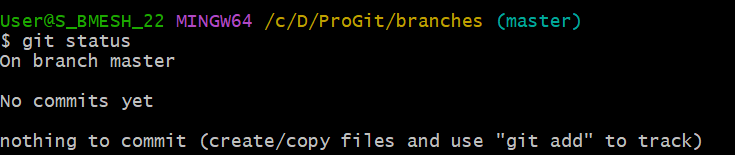 User@S_BMESH_22 MINGW64 /c/D/ProGit/branches (master)
$ git status
On branch master
No commits yet
nothing to commit (create/copy files and use "git add" to track)